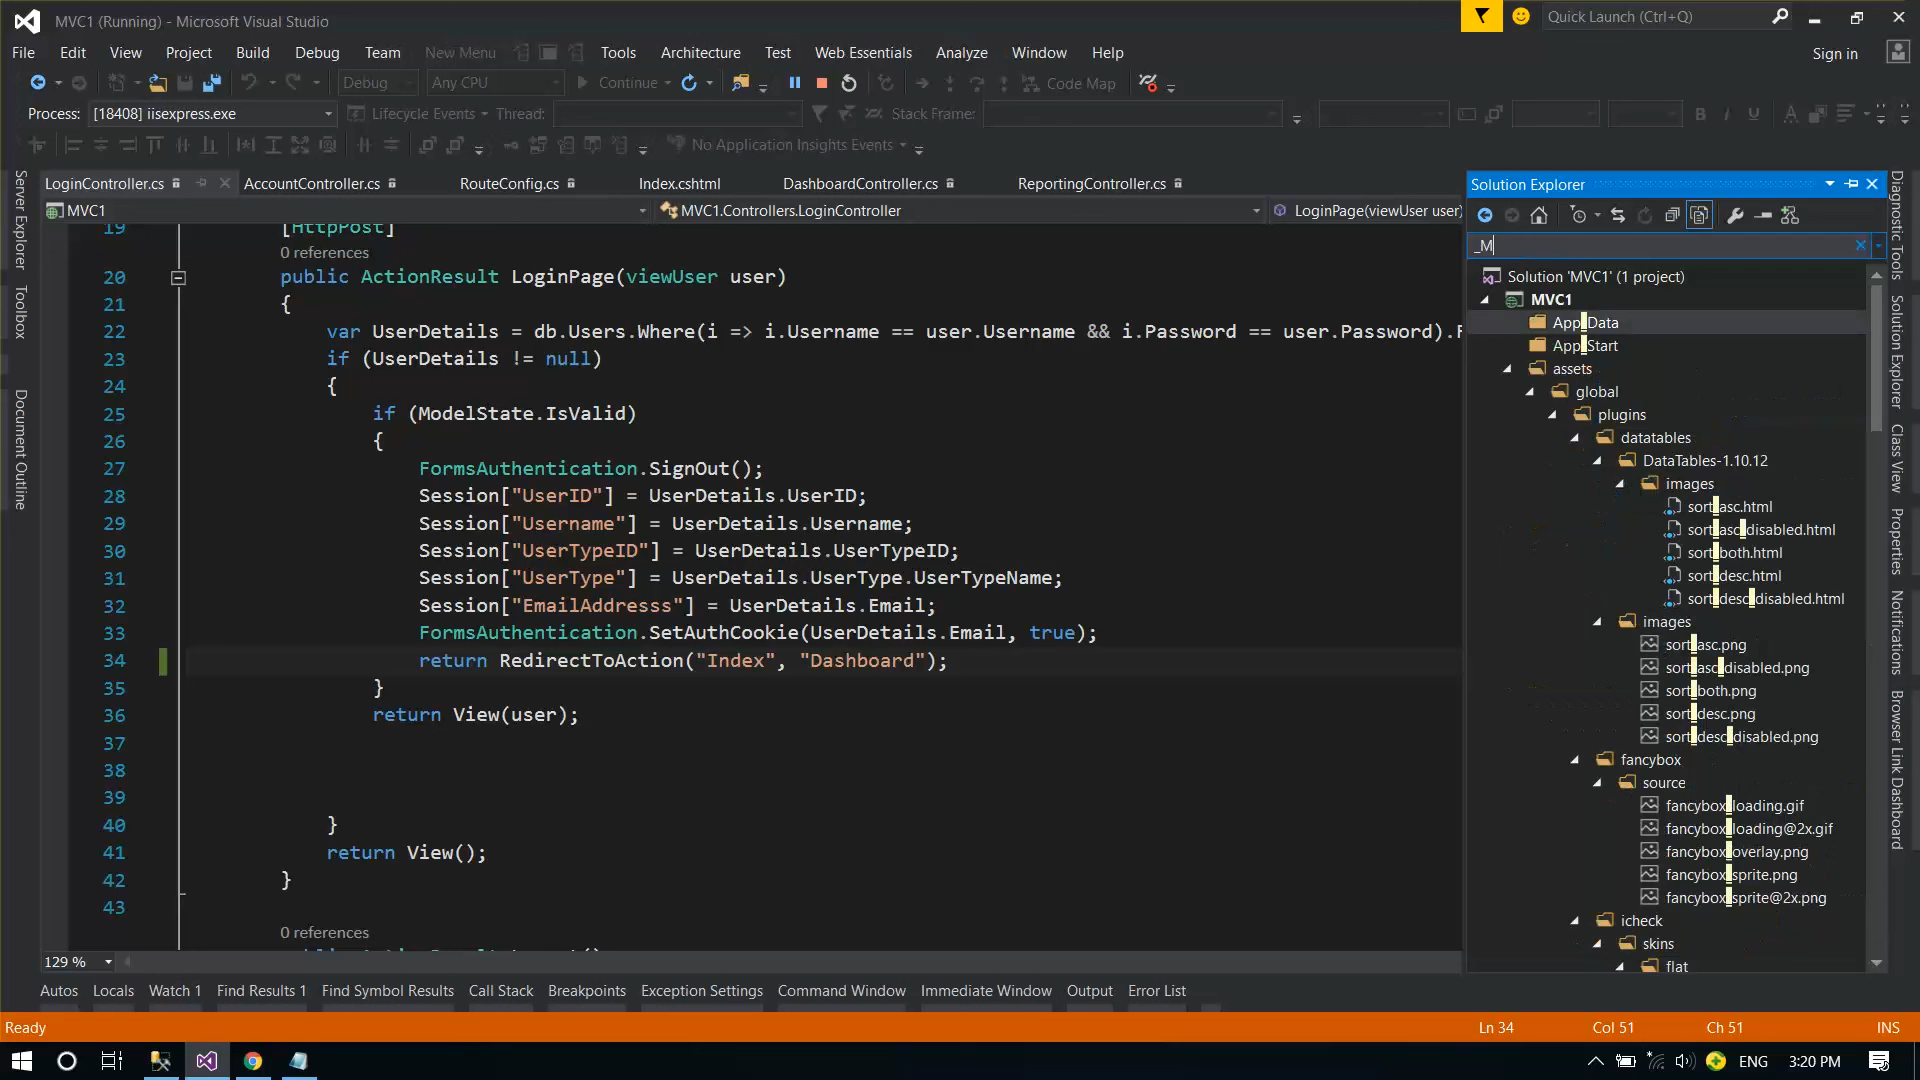 MVC1 (Running) - Microsoft Visual Studio
Quick Launch (Ctrl+Q)
File Edit View Project Build Debug Team New Menu Tools Architecture Test Web Essentials Analyze Window Help
Sign in
Debug Any CPU Continue Code Map
Process: [18408] iisexpress.exe Lifecycle Events Thread: Stack Frame:
No Application Insights Events
LoginController.cs AccountController.cs RouteConfig.cs Index.cshtml DashboardController.cs ReportingController.cs
MVC1 MVC1.Controllers.LoginController LoginPage(viewUser user)
19 [HttpPost]
0 references
20 public ActionResult LoginPage(viewUser user)
21 {
22 var UserDetails = db.Users.Where(i => i.Username == user.Username && i.Password == user.Password).F
23 if (UserDetails != null)
24 {
25 if (ModelState.IsValid)
26 {
27 FormsAuthentication.SignOut();
28 Session["UserID"] = UserDetails.UserID;
29 Session["Username"] = UserDetails.Username;
30 Session["UserTypeID"] = UserDetails.UserTypeID;
31 Session["UserType"] = UserDetails.UserType.UserTypeName;
32 Session["EmailAddresss"] = UserDetails.Email;
33 FormsAuthentication.SetAuthCookie(UserDetails.Email, true);
34 return RedirectToAction("Index", "Dashboard");
35 }
36 return View(user);
37
38
39
40 }
41 return View();
42 }
43
0 references
129 %
Server Explorer
Toolbox
Document Outline
Solution Explorer
_M
Solution 'MVC1' (1 project)
MVC1
App_Data
App_Start
assets
global
plugins
datatables
DataTables-1.10.12
images
sort_asc.html
sort_asc_disabled.html
sort_both.html
sort_desc.html
sort_desc_disabled.html
images
sort_asc.png
sort_asc_disabled.png
sort_both.png
sort_desc.png
sort_desc_disabled.png
fancybox
source
fancybox_loading.gif
fancybox_loading@2x.gif
fancybox_overlay.png
fancybox_sprite.png
fancybox_sprite@2x.png
icheck
skins
flat
Diagnostic Tools
Solution Explorer
Class View
Properties
Notifications
Browser Link Dashboard
Autos Locals Watch 1 Find Results 1 Find Symbol Results Call Stack Breakpoints Exception Settings Command Window Immediate Window Output Error List
Ready Ln 34 Col 51 Ch 51 INS
ENG 3:20 PM